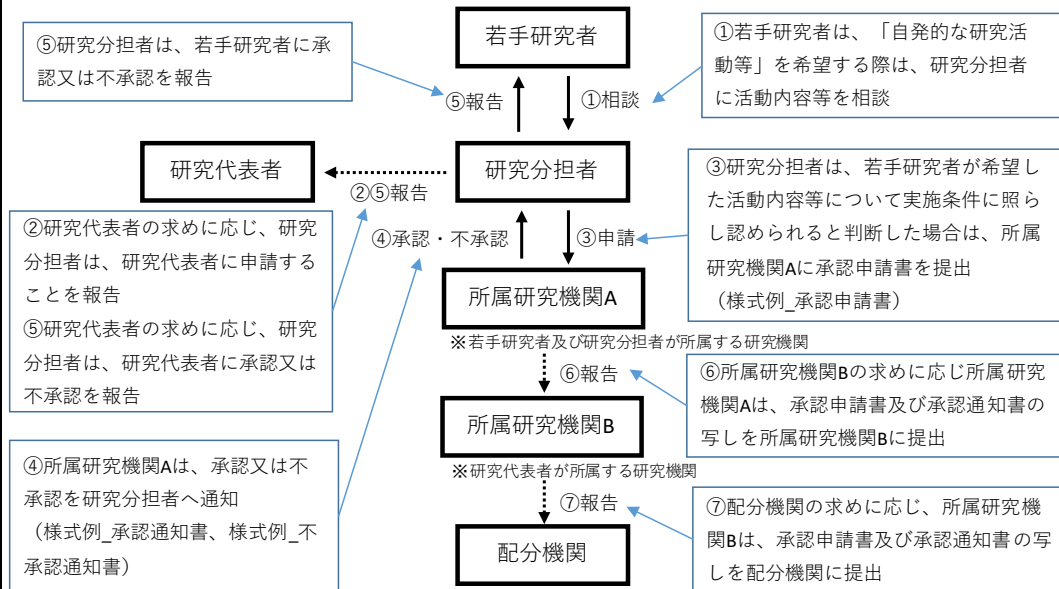 ⑤研究分担者は、若手研究者に承
認又は不承認を報告
若手研究者
①若手研究者は、「自発的な研究活
動等」を希望する際は、研究分担者
に活動内容等を相談
⑤報告
①相談
研究代表者
研究分担者
②⑤報告
③研究分担者は、若手研究者が希望し
た活動内容等について実施条件に照ら
し認められると判断した場合は、所属
研究機関Aに承認申請書を提出
（様式例_承認申請書）
②研究代表者の求めに応じ、研究
分担者は、研究代表者に申請する
ことを報告
⑤研究代表者の求めに応じ、研究
分担者は、研究代表者に承認又は
不承認を報告
④承認・不承認
③申請
所属研究機関A
※若手研究者及び研究分担者が所属する研究機関
⑥報告
⑥所属研究機関Bの求めに応じ所属研究
機関Aは、承認申請書及び承認通知書の
写しを所属研究機関Bに提出
所属研究機関B
※研究代表者が所属する研究機関
④所属研究機関Aは、承認又は不
承認を研究分担者へ通知
（様式例_承認通知書、様式例_不
承認通知書）
⑦報告
⑦配分機関の求めに応じ、所属研究機
関Bは、承認申請書及び承認通知書の写
しを配分機関に提出
配分機関